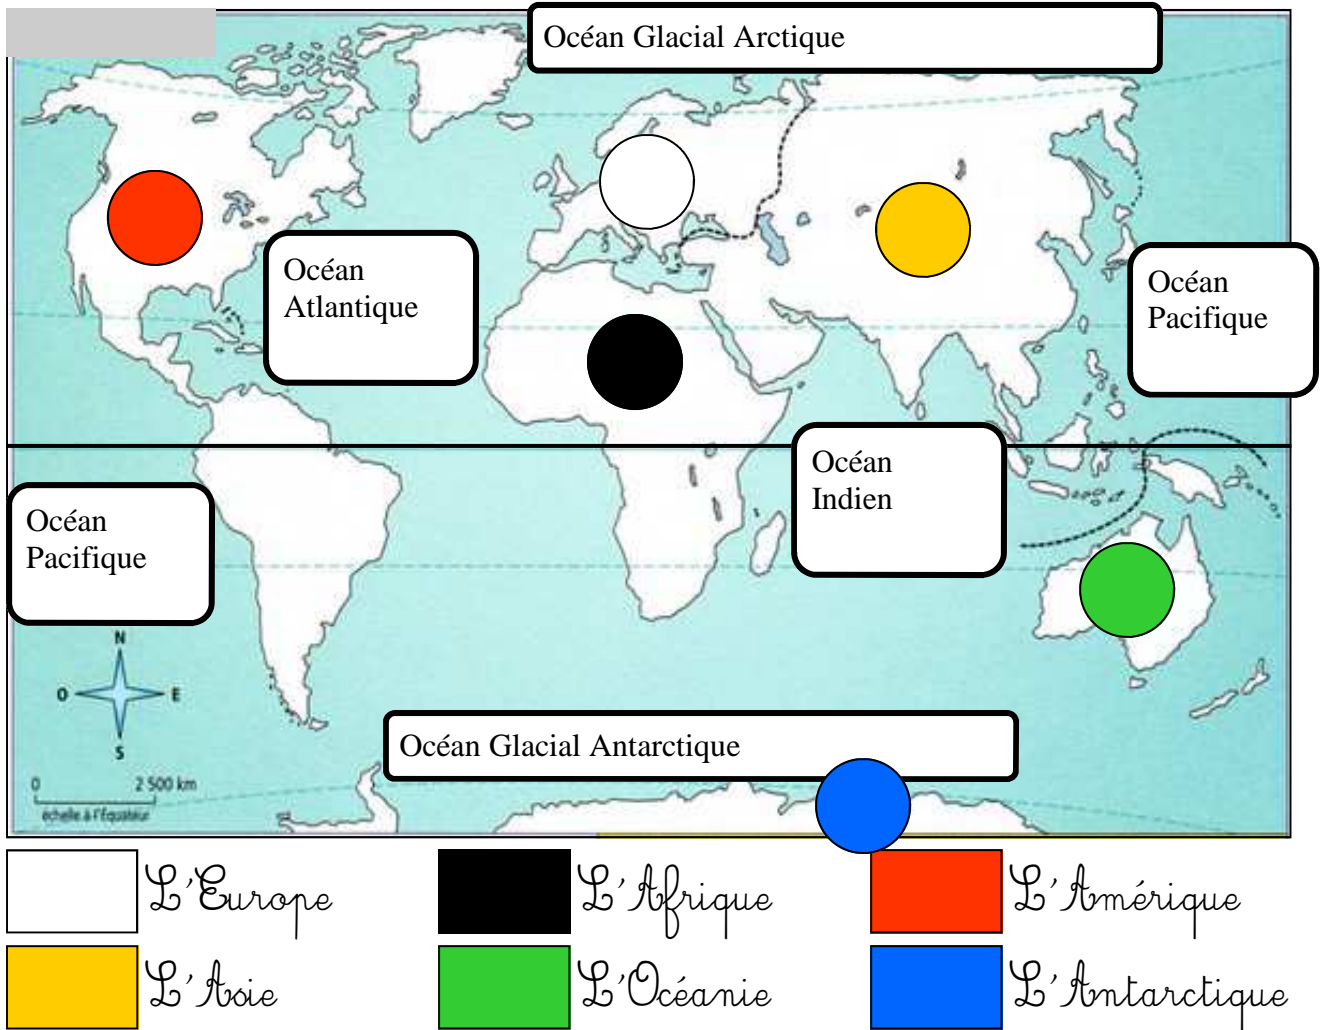 Océan Glacial Arctique
Océan
Atlantique
Océan
Pacifique
Océan
Indien
Océan
Pacifique
N
O E
S
Océan Glacial Antarctique
0 2 500 km
échelle à l'Équateur
L'Europe
L'Afrique
L'Amérique
L'Asie
L'Océanie
L'Antarctique